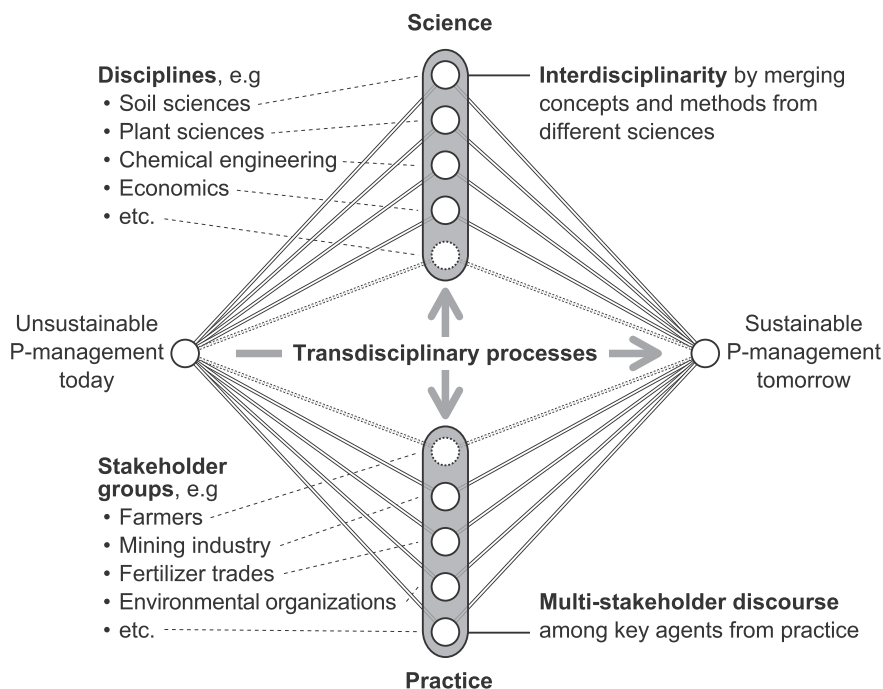 Science
Disciplines, e.g
• Soil sciences
• Plant sciences
• Chemical engineering
• Economics
• etc.
Interdisciplinarity by merging
concepts and methods from
different sciences
Unsustainable
P-management
today
Transdisciplinary processes
Sustainable
P-management
tomorrow
Stakeholder
groups, e.g
• Farmers
• Mining industry
• Fertilizer trades
• Environmental organizations
• etc.
Multi-stakeholder discourse
among key agents from practice
Practice